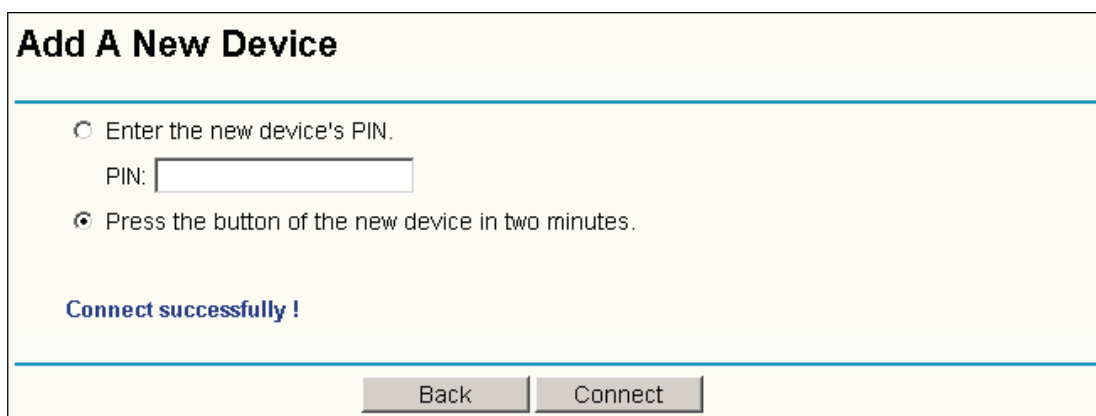 Add A New Device
Enter the new device's PIN.
PIN:
Press the button of the new device in two minutes.
Connect successfully !
Back Connect